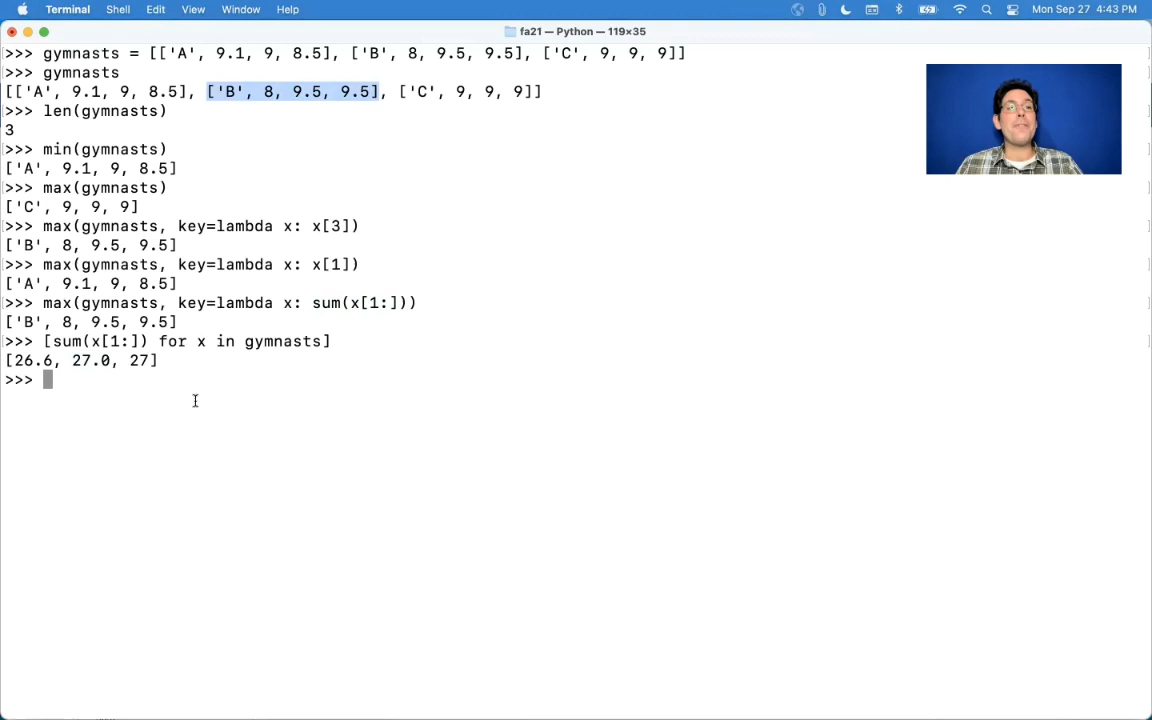 Terminal Shell Edit View Window Help Mon Sep 27 4:43 PM
fa21 — Python — 119×35
>>> gymnasts = [['A', 9.1, 9, 8.5], ['B', 8, 9.5, 9.5], ['C', 9, 9, 9]]
>>> gymnasts
[['A', 9.1, 9, 8.5], ['B', 8, 9.5, 9.5], ['C', 9, 9, 9]]
>>> len(gymnasts)
3
>>> min(gymnasts)
['A', 9.1, 9, 8.5]
>>> max(gymnasts)
['C', 9, 9, 9]
>>> max(gymnasts, key=lambda x: x[3])
['B', 8, 9.5, 9.5]
>>> max(gymnasts, key=lambda x: x[1])
['A', 9.1, 9, 8.5]
>>> max(gymnasts, key=lambda x: sum(x[1:]))
['B', 8, 9.5, 9.5]
>>> [sum(x[1:]) for x in gymnasts]
[26.6, 27.0, 27]
>>>